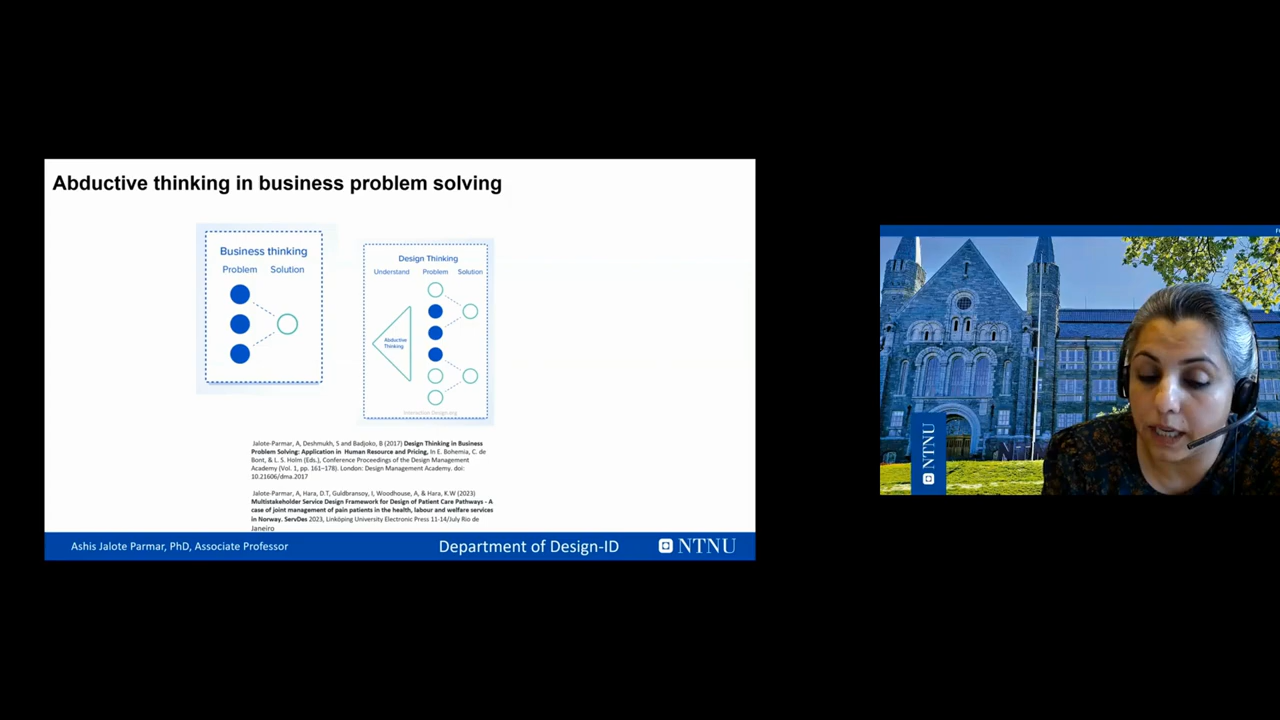 Abductive thinking in business problem solving
Business thinking
Problem Solution
Design Thinking
Understand Problem Solution
Abductive
Thinking
Interaction Design.org
Jalote-Parmar, A, Deshmukh, S and Badjoko, B (2017) Design Thinking in Business
Problem Solving: Application in Human Resource and Pricing, In E. Bohemia, C. de
Bont, & L. S. Holm (Eds.), Conference Proceedings of the Design Management
Academy (Vol. 1, pp. 161–178). London: Design Management Academy. doi:
10.21606/dma.2017
Jalote-Parmar, A, Hara, D.T, Guldbransoy, I, Woodhouse, A, & Hara, K.W (2023)
Multistakeholder Service Design Framework for Design of Patient Care Pathways - A
case of joint management of pain patients in the health, labour and welfare services
in Norway. ServDes 2023, Linköping University Electronic Press 11-14/July Rio de
Janeiro
Ashis Jalote Parmar, PhD, Associate Professor
Department of Design-ID
NTNU
NTNU